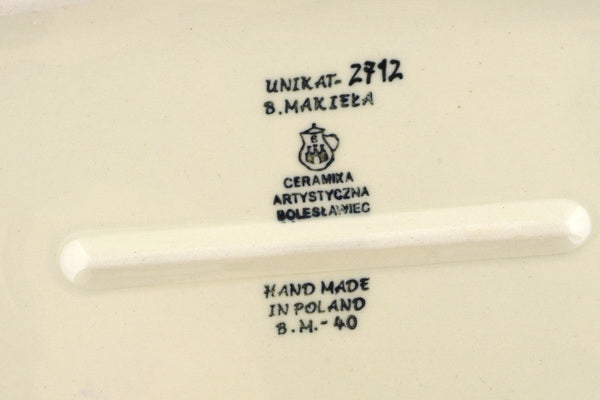 UNIKAT- 2712
B. MAKIEŁA
CERAMIKA
ARTYSTYCZNA
BOLESŁAWIEC
HAND MADE
IN POLAND
B.M.- 40